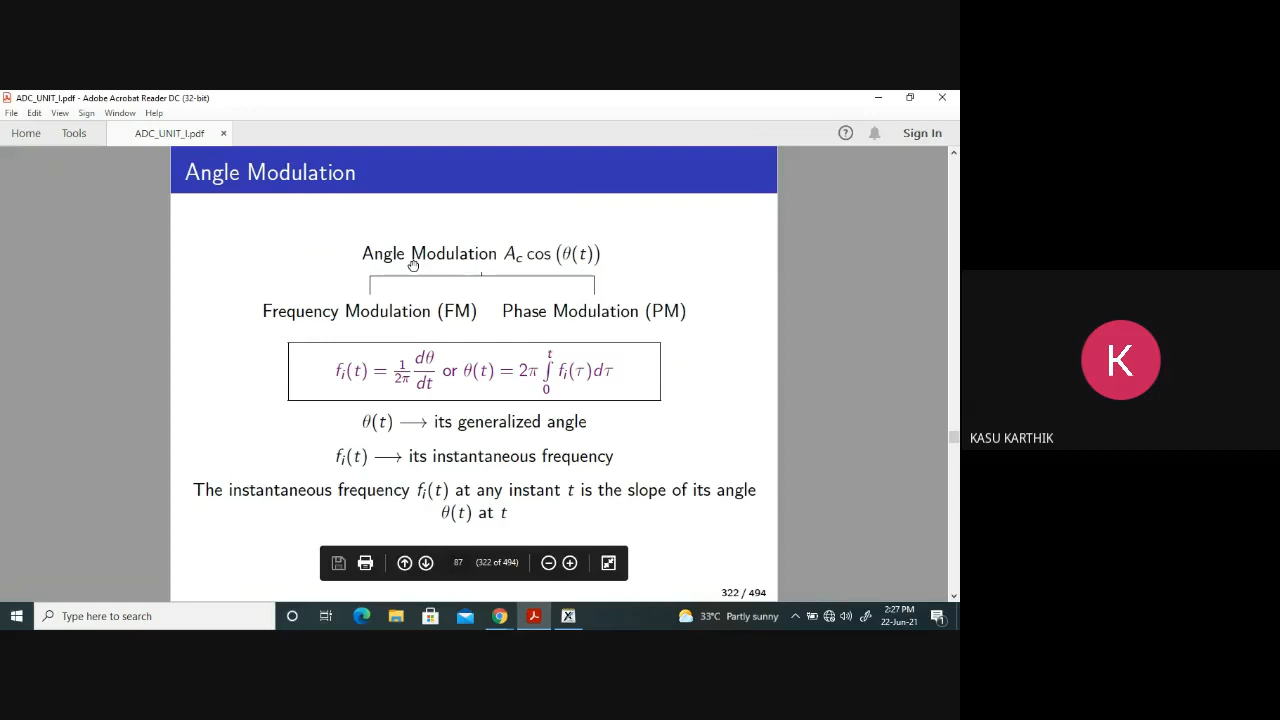 ADC_UNIT_I.pdf - Adobe Acrobat Reader DC (32-bit)
File Edit View Sign Window Help
Home Tools ADC_UNIT_I.pdf × Sign In
Angle Modulation
Angle Modulation A_c cos (θ(t))
Frequency Modulation (FM) Phase Modulation (PM)
f_i(t) = 1/2π dθ/dt or θ(t) = 2π ∫_0^t f_i(τ)dτ
θ(t) ⟶ its generalized angle
f_i(t) ⟶ its instantaneous frequency
The instantaneous frequency f_i(t) at any instant t is the slope of its angle
θ(t) at t
87 (322 of 494)
322 / 494
Type here to search
33°C Partly sunny
2:27 PM
22-Jun-21
1
K
KASU KARTHIK